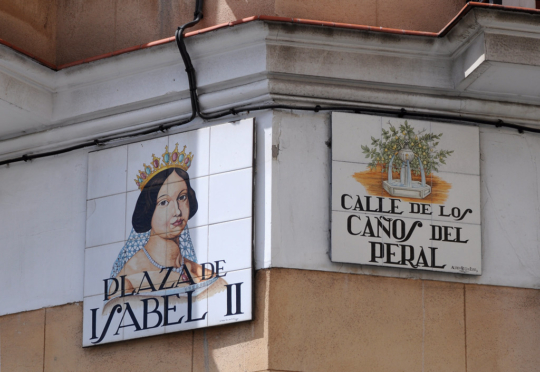 PLAZA DE
ISABEL II
CALLE DE LOS
CAÑOS DEL
PERAL